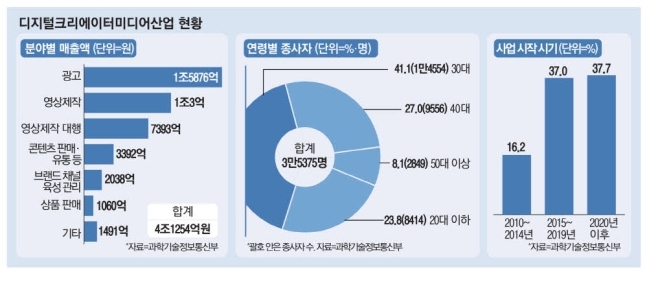 디지털크리에이터미디어산업 현황
분야별 매출액 (단위=원)
광고
1조5876억
영상제작
1조3억
영상제작 대행
7393억
콘텐츠 판매·
유통 등
3392억
브랜드 채널
육성 관리
2038억
상품 판매
1060억
기타
1491억
합계
4조1254억원
*자료=과학기술정보통신부
연령별 종사자 (단위=%·명)
41.1(1만4554) 30대
27.0(9556) 40대
8.1(2849) 50대 이상
23.8(8414) 20대 이하
합계
3만5375명
*괄호 안은 종사자 수. 자료=과학기술정보통신부
사업 시작 시기(단위=%)
16.2
37.0
37.7
2010~
2014년
2015~
2019년
2020년
이후
*자료=과학기술정보통신부